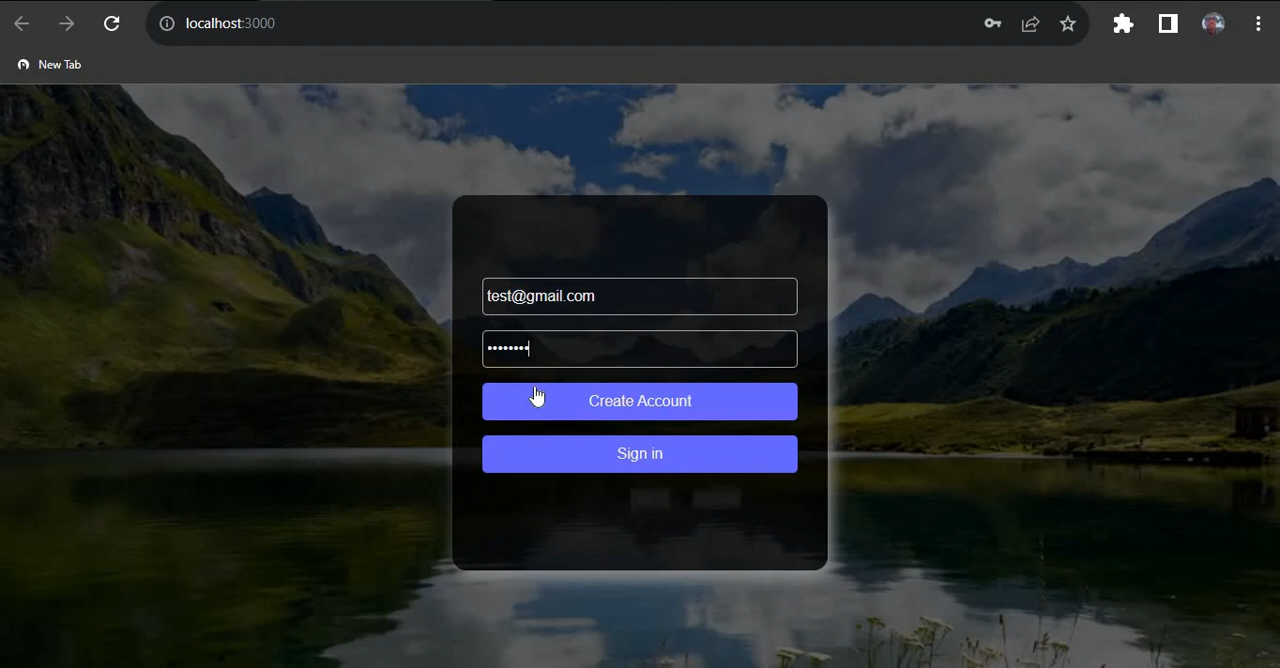 localhost:3000
New Tab
test@gmail.com
••••••••
Create Account
Sign in